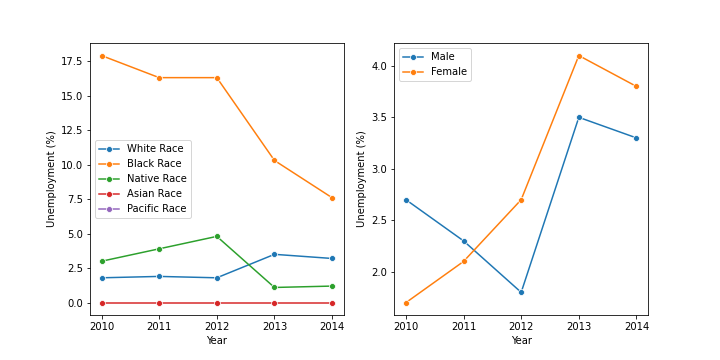 17.5
15.0
12.5
10.0
7.5
5.0
2.5
0.0
Unemployment (%)
White Race
Black Race
Native Race
Asian Race
Pacific Race
2010 2011 2012 2013 2014
Year
4.0
3.5
3.0
2.5
2.0
Unemployment (%)
Male
Female
2010 2011 2012 2013 2014
Year